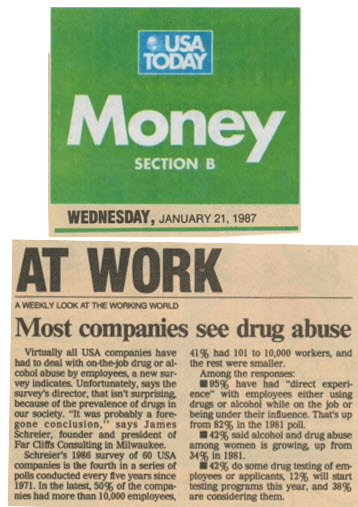 USA
TODAY
Money
SECTION B
WEDNESDAY, JANUARY 21, 1987
AT WORK
A WEEKLY LOOK AT THE WORKING WORLD
Most companies see drug abuse
Virtually all USA companies have
had to deal with on-the-job drug or al-
cohol abuse by employees, a new sur-
vey indicates. Unfortunately, says the
survey's director, that isn't surprising,
because of the prevalence of drugs in
our society. "It was probably a fore-
gone conclusion," says James
Schreier, founder and president of
Far Cliffs Consulting in Milwaukee.
Schreier's 1986 survey of 60 USA
companies is the fourth in a series of
polls conducted every five years since
1971. In the latest, 50% of the compa-
nies had more than 10,000 employees,
41% had 101 to 10,000 workers, and
the rest were smaller.
Among the responses:
■ 95% have had "direct experi-
ence" with employees either using
drugs or alcohol while on the job or
being under their influence. That's up
from 82% in the 1981 poll.
■ 42% said alcohol and drug abuse
among women is growing, up from
34% in 1981.
■ 42% do some drug testing of em-
ployees or applicants, 12% will start
testing programs this year, and 38%
are considering them.